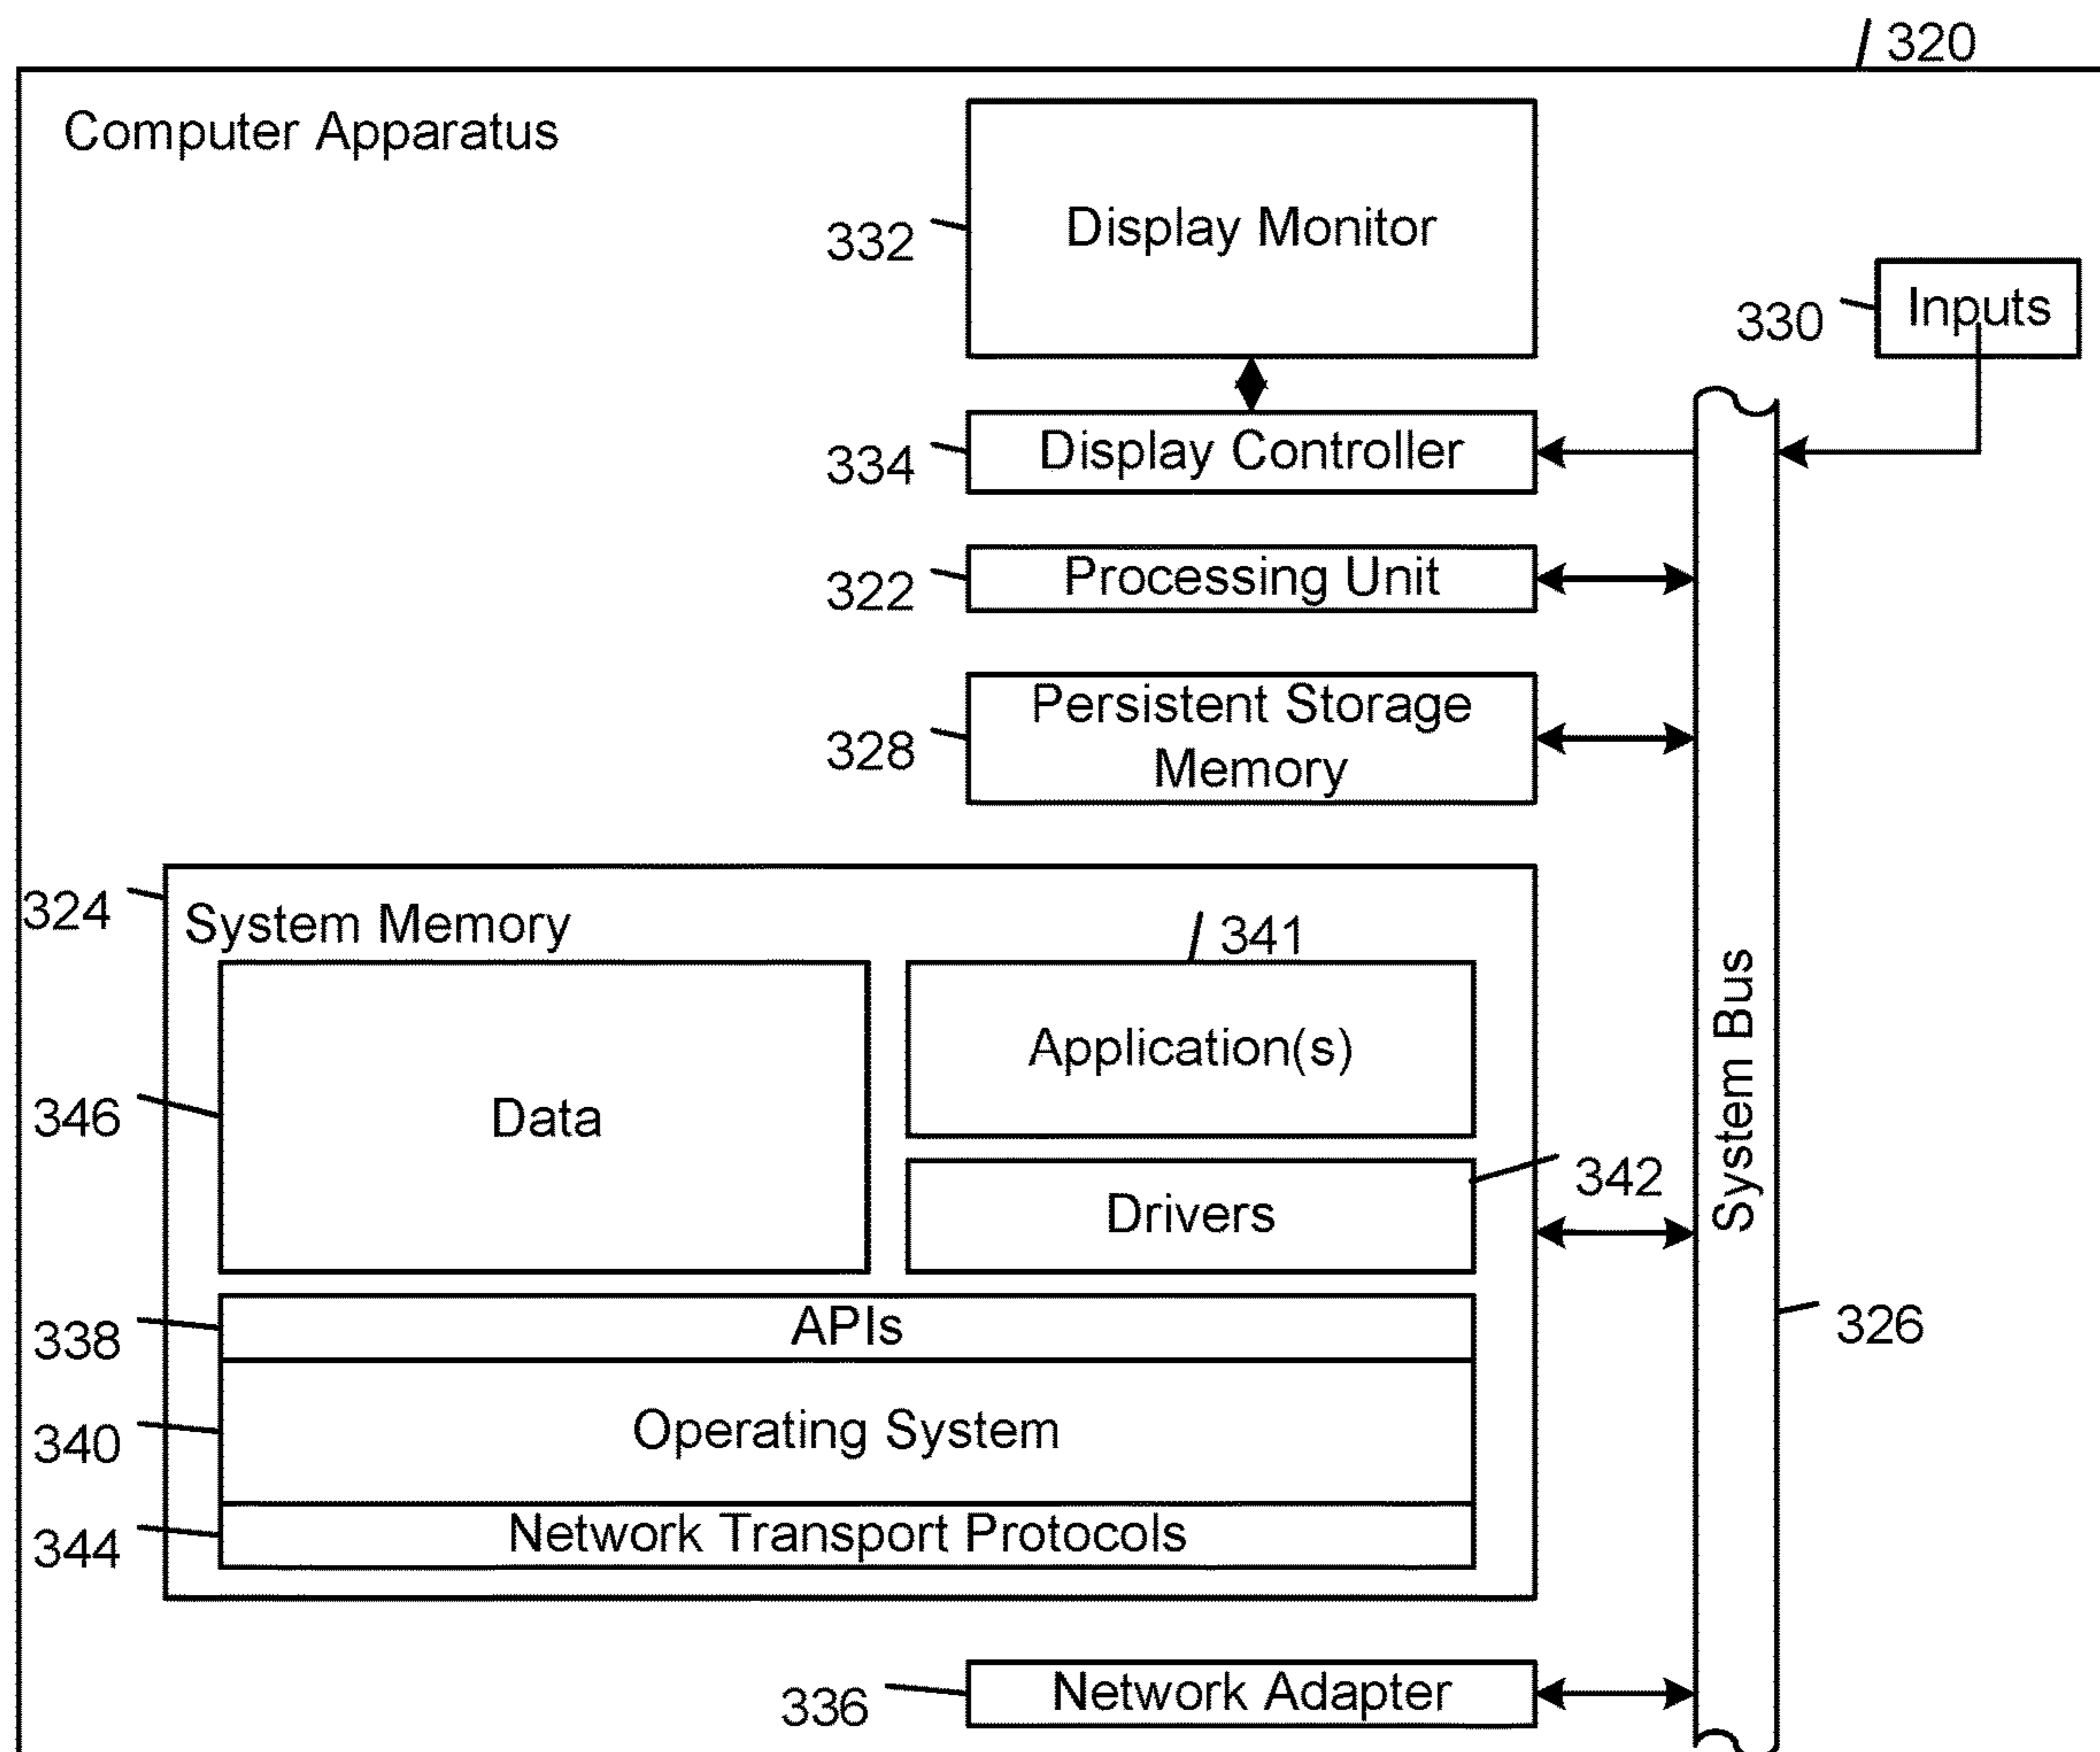 320
Computer Apparatus
332
Display Monitor
330
Inputs
334
Display Controller
322
Processing Unit
328
Persistent Storage
Memory
324
System Memory
341
346
Data
Application(s)
342
Drivers
System Bus
326
338
APIs
340
Operating System
344
Network Transport Protocols
336
Network Adapter